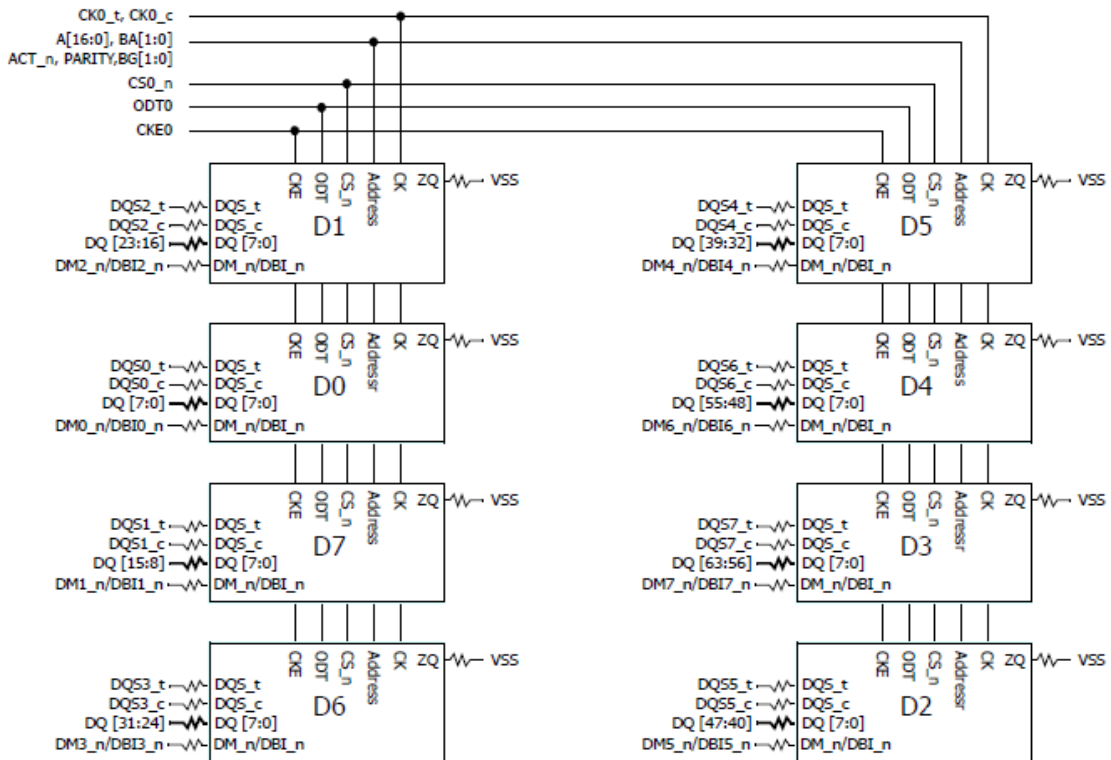 CK0_t, CK0_c
A[16:0], BA[1:0]
ACT_n, PARITY,BG[1:0]
CS0_n
ODT0
CKE0
CKE ODT CS_n Address CK ZQ VSS
DQS2_t DQS_t
DQS2_c DQS_c
D1
DQ [23:16] DQ [7:0]
DM2_n/DBI2_n DM_n/DBI_n
CKE ODT CS_n Address CK ZQ VSS
DQS4_t DQS_t
DQS4_c DQS_c
D5
DQ [39:32] DQ [7:0]
DM4_n/DBI4_n DM_n/DBI_n
CKE ODT CS_n Addressr CK ZQ VSS
DQS0_t DQS_t
DQS0_c DQS_c
D0
DQ [7:0] DQ [7:0]
DM0_n/DBI0_n DM_n/DBI_n
CKE ODT CS_n Address CK ZQ VSS
DQS6_t DQS_t
DQS6_c DQS_c
D4
DQ [55:48] DQ [7:0]
DM6_n/DBI6_n DM_n/DBI_n
CKE ODT CS_n Address CK ZQ VSS
DQS1_t DQS_t
DQS1_c DQS_c
D7
DQ [15:8] DQ [7:0]
DM1_n/DBI1_n DM_n/DBI_n
CKE ODT CS_n Addressr CK ZQ VSS
DQS7_t DQS_t
DQS7_c DQS_c
D3
DQ [63:56] DQ [7:0]
DM7_n/DBI7_n DM_n/DBI_n
CKE ODT CS_n Address CK ZQ VSS
DQS3_t DQS_t
DQS3_c DQS_c
D6
DQ [31:24] DQ [7:0]
DM3_n/DBI3_n DM_n/DBI_n
CKE ODT CS_n Addressr CK ZQ VSS
DQS5_t DQS_t
DQS5_c DQS_c
D2
DQ [47:40] DQ [7:0]
DM5_n/DBI5_n DM_n/DBI_n